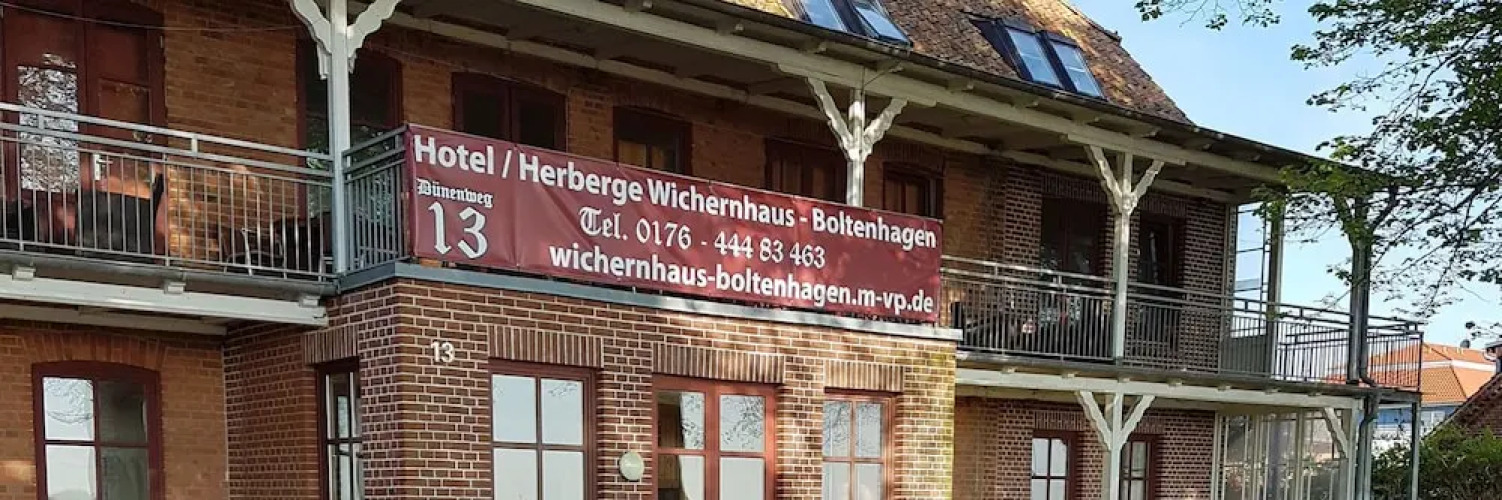 Hotel / Herberge Wichernhaus - Boltenhagen
Dünenweg
13
Tel. 0176 - 444 83 463
wichernhaus-boltenhagen.m-vp.de
13